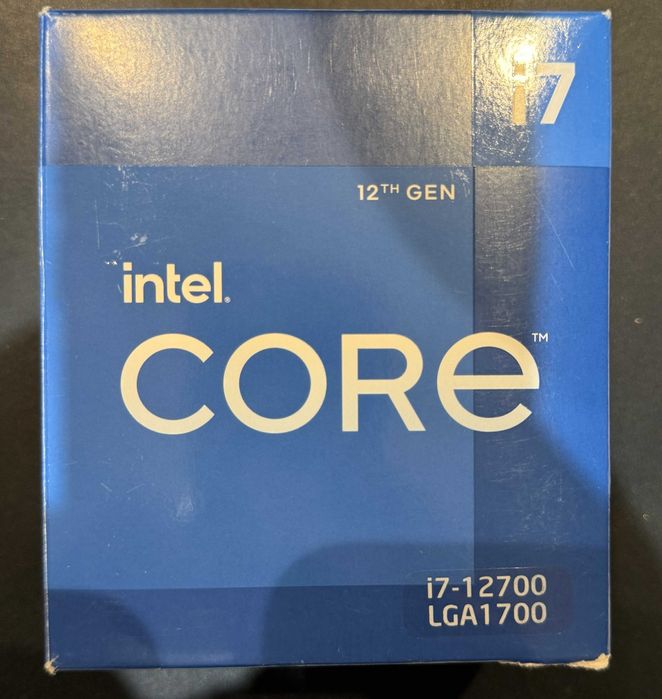 i7
12TH GEN
intel.
CORe™
i7-12700
LGA1700